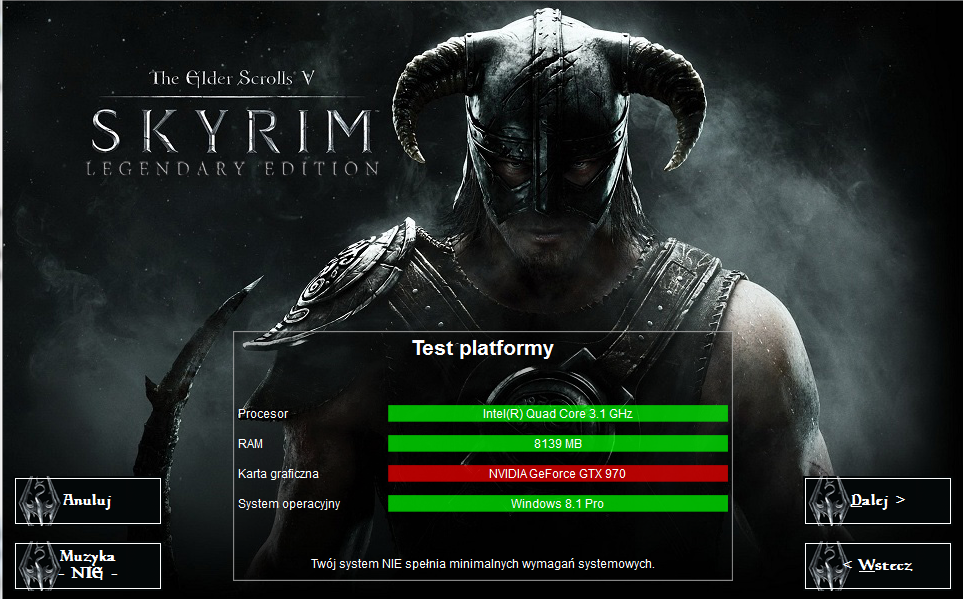 The Elder Scrolls V
SKYRIM
LEGENDARY EDITION
Test platformy
Procesor Intel(R) Quad Core 3.1 GHz
RAM 8139 MB
Karta graficzna NVIDIA GeForce GTX 970
System operacyjny Windows 8.1 Pro
Twój system NIE spełnia minimalnych wymagań systemowych.
Anuluj
Dalej >
Muzyka
- NIE -
< Wstecz